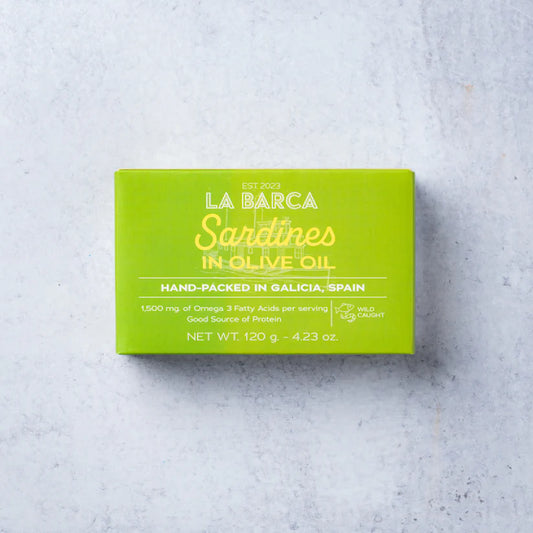 EST. 2023
LA BARCA
Sardines
IN OLIVE OIL
HAND-PACKED IN GALICIA, SPAIN
1,500 mg. of Omega 3 Fatty Acids per serving
Good Source of Protein
WILD
CAUGHT
NET WT. 120 g. - 4.23 oz.